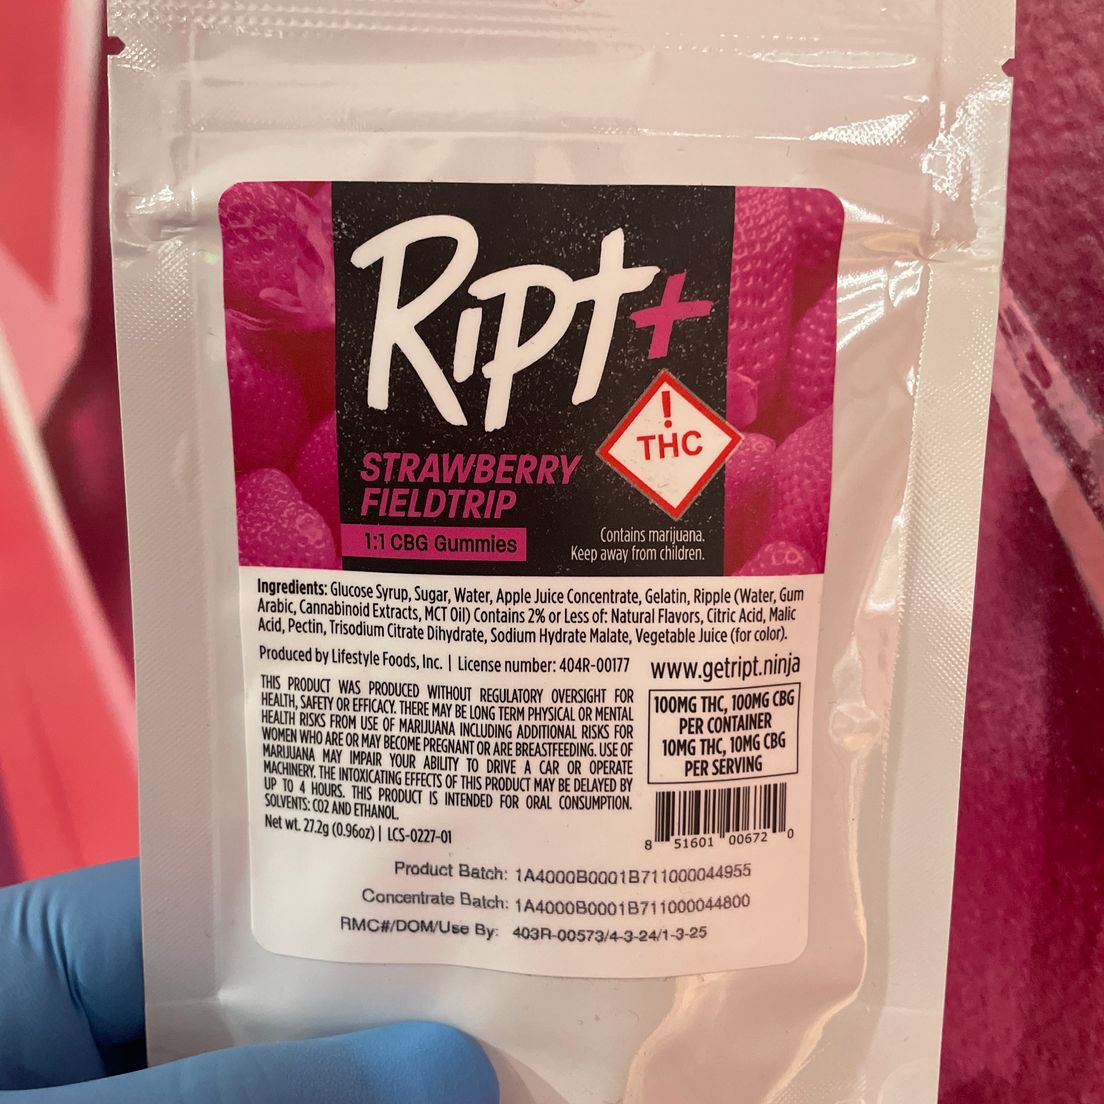 Ript+
! THC
STRAWBERRY
FIELDTRIP
1:1 CBG Gummies
Contains marijuana.
Keep away from children.
Ingredients: Glucose Syrup, Sugar, Water, Apple Juice Concentrate, Gelatin, Ripple (Water, Gum
Arabic, Cannabinoid Extracts, MCT Oil) Contains 2% or Less of: Natural Flavors, Citric Acid, Malic
Acid, Pectin, Trisodium Citrate Dihydrate, Sodium Hydrate Malate, Vegetable Juice (for color).
Produced by Lifestyle Foods, Inc. | License number: 404R-00177
www.getript.ninja
THIS PRODUCT WAS PRODUCED WITHOUT REGULATORY OVERSIGHT FOR
HEALTH, SAFETY OR EFFICACY. THERE MAY BE LONG TERM PHYSICAL OR MENTAL
HEALTH RISKS FROM USE OF MARIJUANA INCLUDING ADDITIONAL RISKS FOR
WOMEN WHO ARE OR MAY BECOME PREGNANT OR ARE BREASTFEEDING. USE OF
MARIJUANA MAY IMPAIR YOUR ABILITY TO DRIVE A CAR OR OPERATE
MACHINERY. THE INTOXICATING EFFECTS OF THIS PRODUCT MAY BE DELAYED BY
UP TO 4 HOURS. THIS PRODUCT IS INTENDED FOR ORAL CONSUMPTION.
SOLVENTS: CO2 AND ETHANOL.
Net wt. 27.2g (0.96oz) | LCS-0227-01
100MG THC, 100MG CBG
PER CONTAINER
10MG THC, 10MG CBG
PER SERVING
8 51601 00672 0
Product Batch: 1A4000B0001B711000044955
Concentrate Batch: 1A4000B0001B711000044800
RMC#/DOM/Use By: 403R-00573/4-3-24/1-3-25